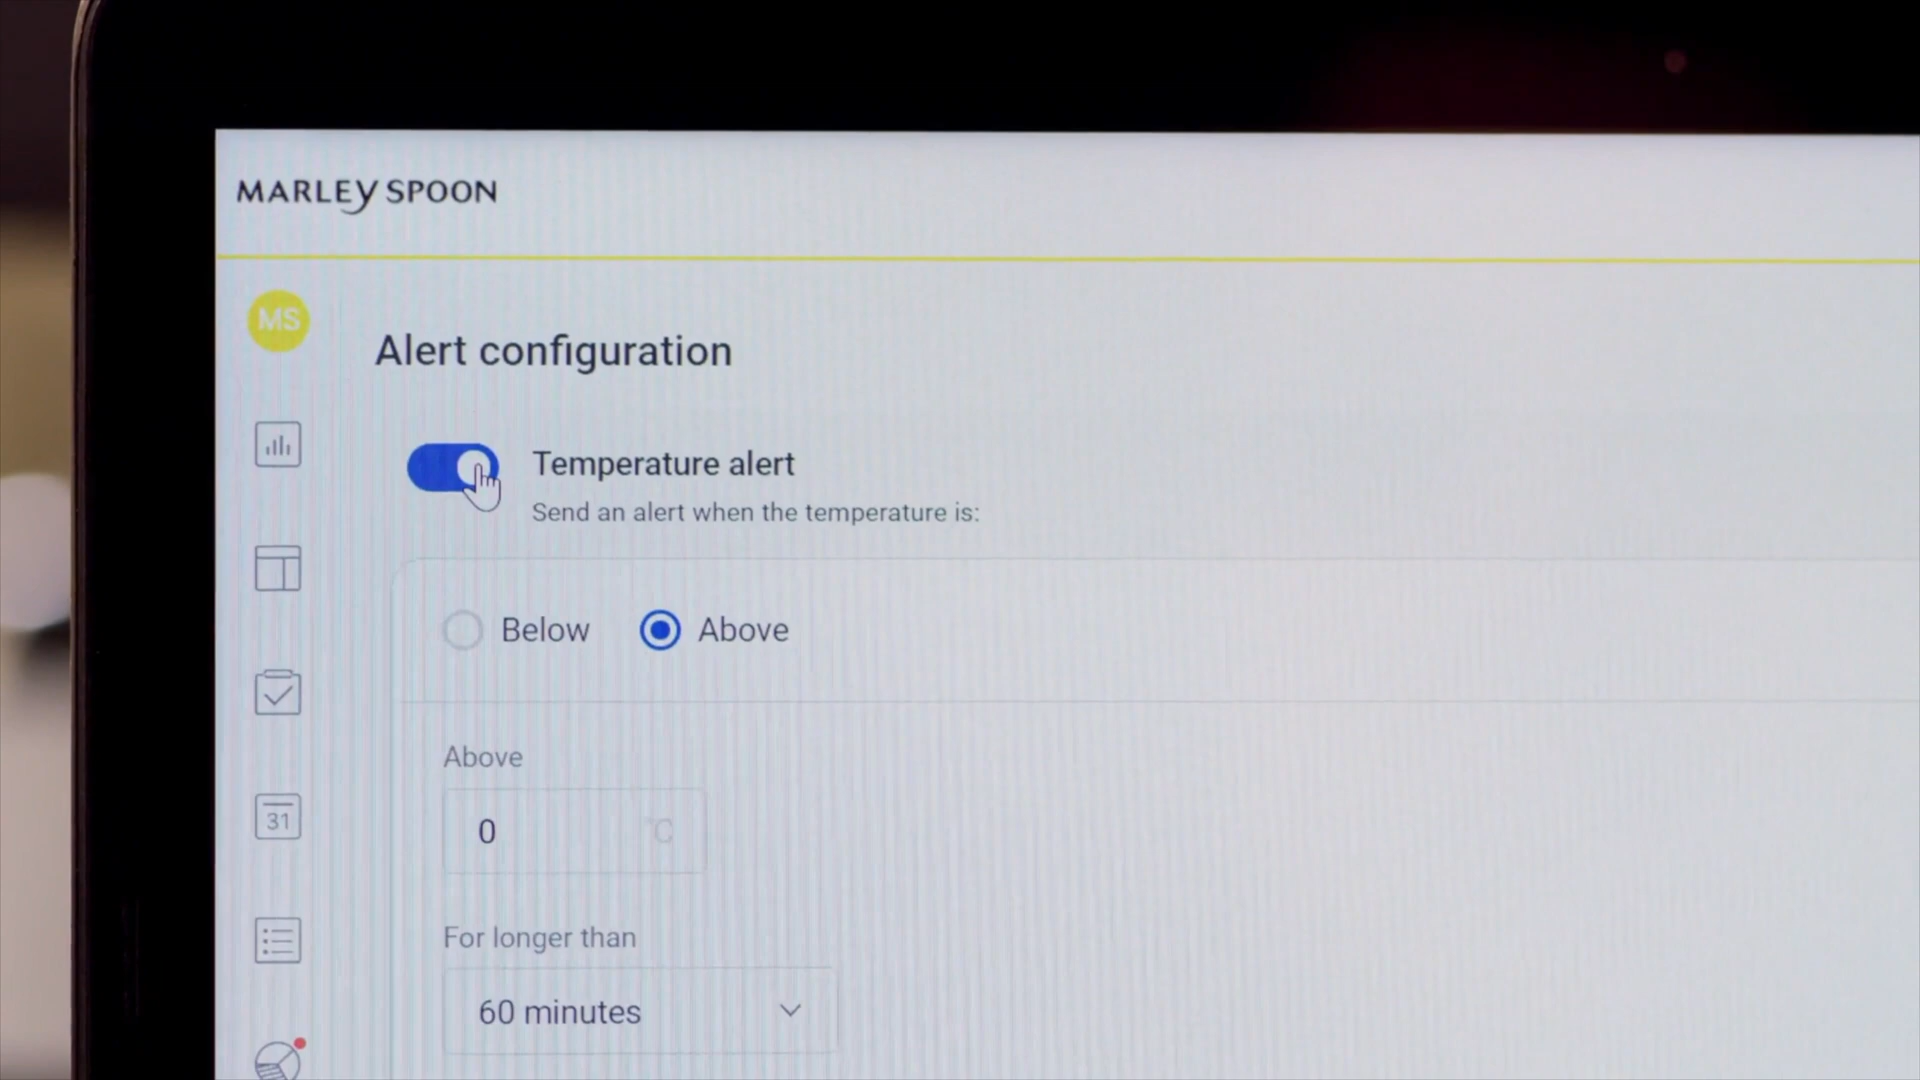 MARLEY SPOON
MS
Alert configuration
Temperature alert
Send an alert when the temperature is:
Below
Above
Above
0 °C
31
For longer than
60 minutes